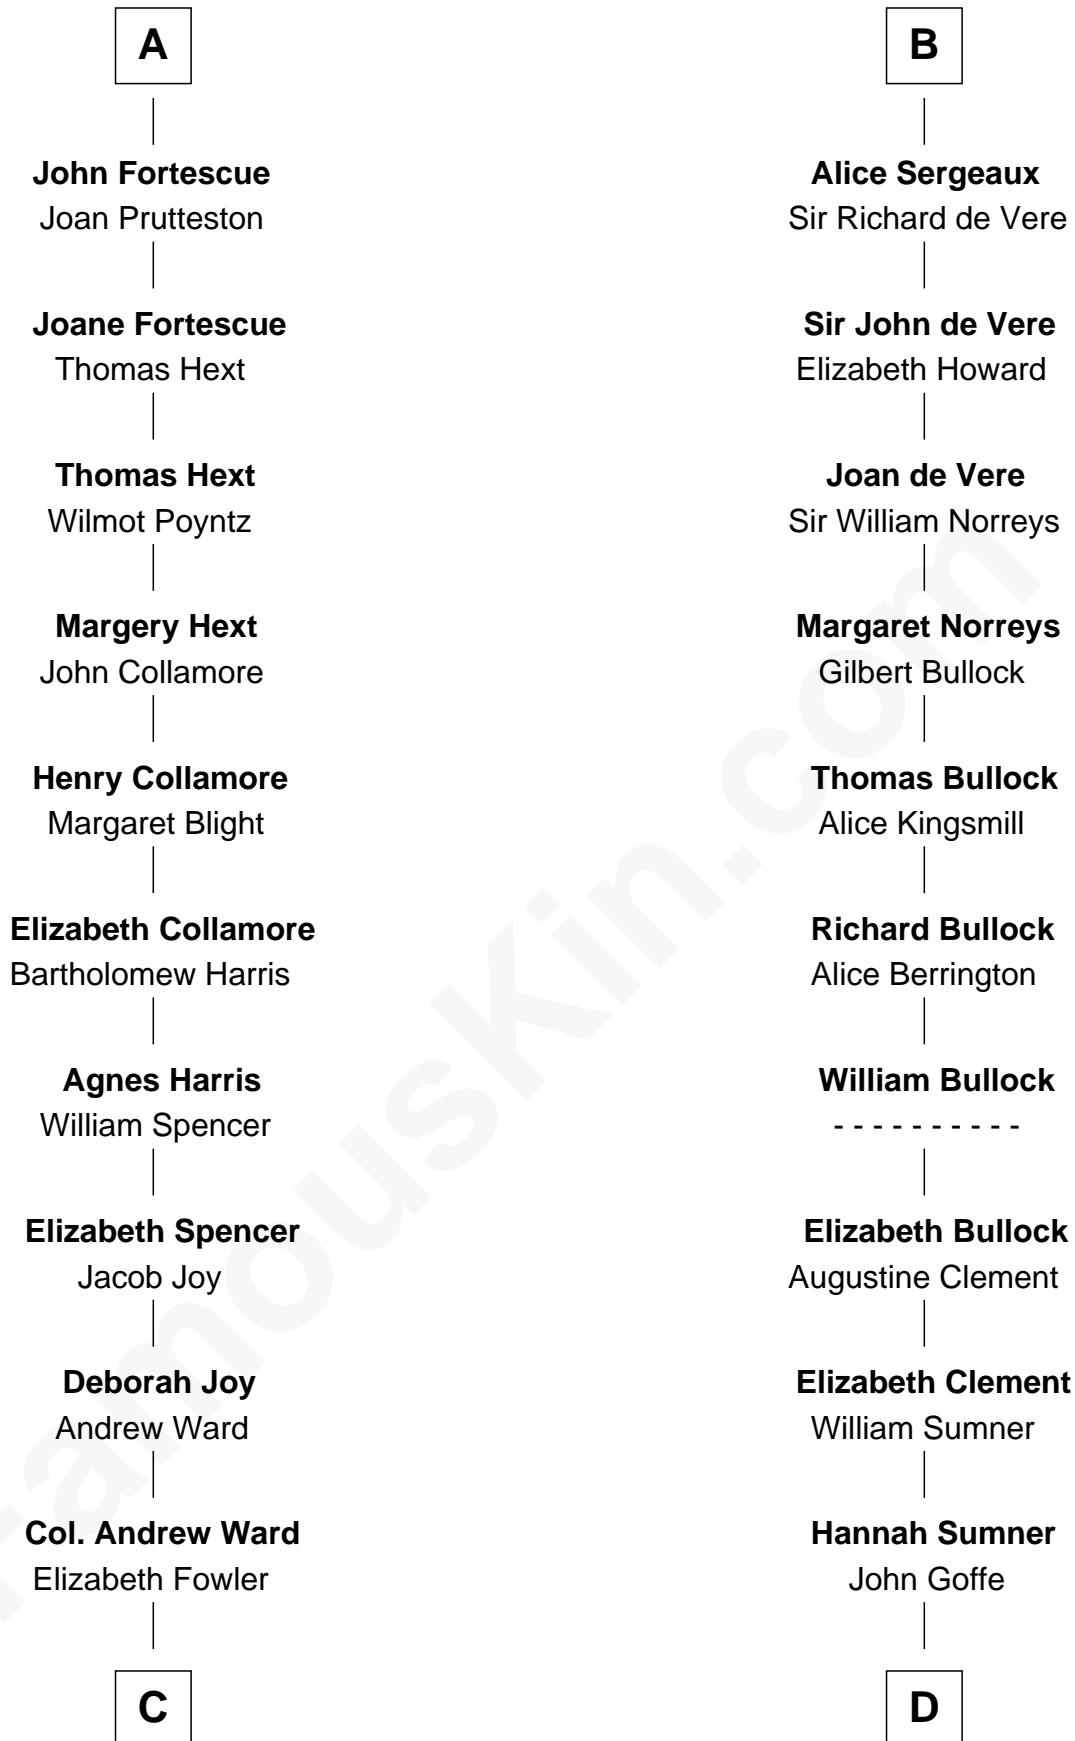 A
John Fortescue
Joan Prutteston
Joane Fortescue
Thomas Hext
Thomas Hext
Wilmot Poyntz
Margery Hext
John Collamore
Henry Collamore
Margaret Blight
Elizabeth Collamore
Bartholomew Harris
Agnes Harris
William Spencer
Elizabeth Spencer
Jacob Joy
Deborah Joy
Andrew Ward
Col. Andrew Ward
Elizabeth Fowler
C
B
Alice Sergeaux
Sir Richard de Vere
Sir John de Vere
Elizabeth Howard
Joan de Vere
Sir William Norreys
Margaret Norreys
Gilbert Bullock
Thomas Bullock
Alice Kingsmill
Richard Bullock
Alice Berrington
William Bullock
- - - - - - - - - -
Elizabeth Bullock
Augustine Clement
Elizabeth Clement
William Sumner
Hannah Sumner
John Goffe
D
FamousKin.com